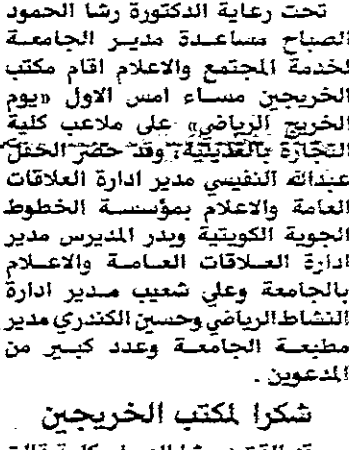 تحت رعاية الدكتورة رشا الحمود
الصباح مساعدة مدير الجامعة
لخدمة المجتمع والاعلام اقام مكتب
الخريجين مساء امس الاول «يوم
الخريج الرياضي» على ملاعب كلية
التجارة بالعديلية، وقد حضر الحفل
عبدالله النفيسي مدير ادارة العلاقات
العامة والاعلام بمؤسسة الخطوط
الجوية الكويتية وبدر المديرس مدير
ادارة العلاقات العامة والاعلام
بالجامعة وعلي شعيب مدير ادارة
النشاط الرياضي وحسين الكندري مدير
مطبعة الجامعة وعدد كبير من
المدعوين .
شكرا لمكتب الخريجين